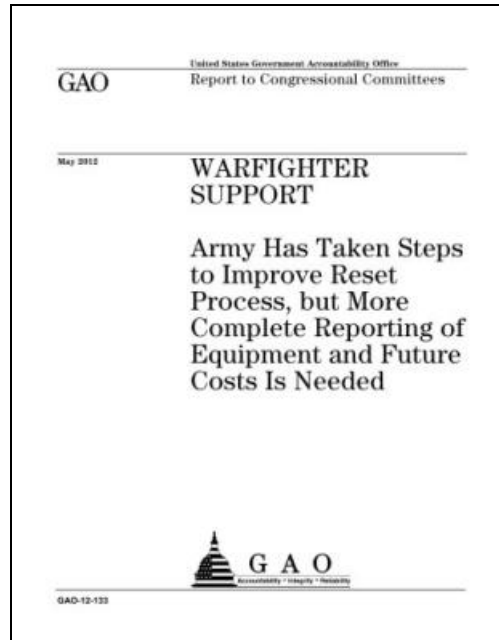 United States Government Accountability Office
GAO
Report to Congressional Committees
May 2012
WARFIGHTER
SUPPORT
Army Has Taken Steps
to Improve Reset
Process, but More
Complete Reporting of
Equipment and Future
Costs Is Needed
G A O
Accountability * Integrity * Reliability
GAO-12-133